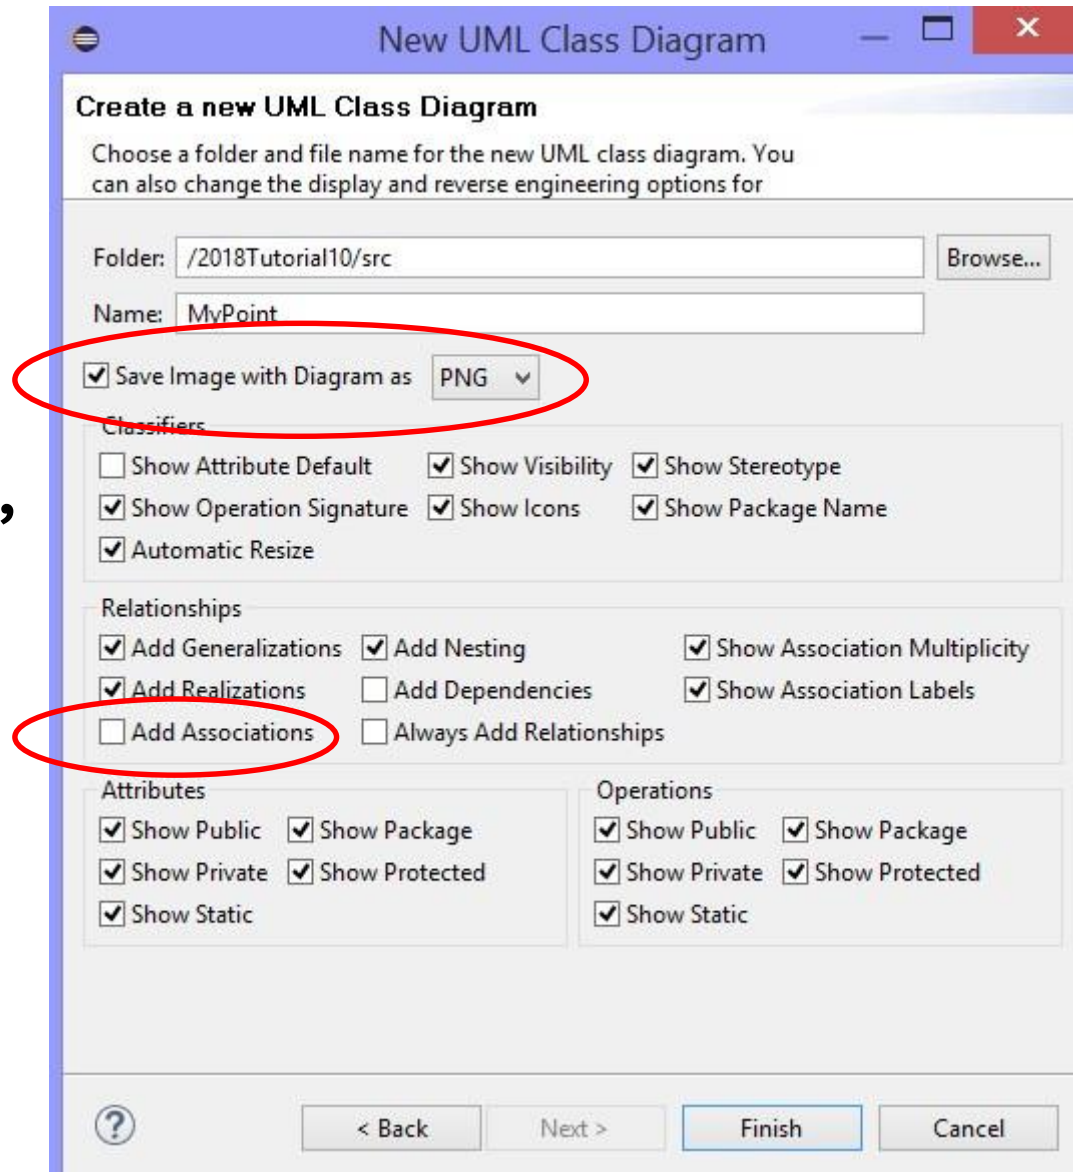 New UML Class Diagram
Create a new UML Class Diagram
Choose a folder and file name for the new UML class diagram. You
can also change the display and reverse engineering options for
Folder: /2018Tutorial10/src Browse...
Name: MyPoint
Save Image with Diagram as PNG
Classifiers
Show Attribute Default Show Visibility Show Stereotype
, Show Operation Signature Show Icons Show Package Name
Automatic Resize
Relationships
Add Generalizations Add Nesting Show Association Multiplicity
Add Realizations Add Dependencies Show Association Labels
Add Associations Always Add Relationships
Attributes Operations
Show Public Show Package Show Public Show Package
Show Private Show Protected Show Private Show Protected
Show Static Show Static
? < Back Next > Finish Cancel